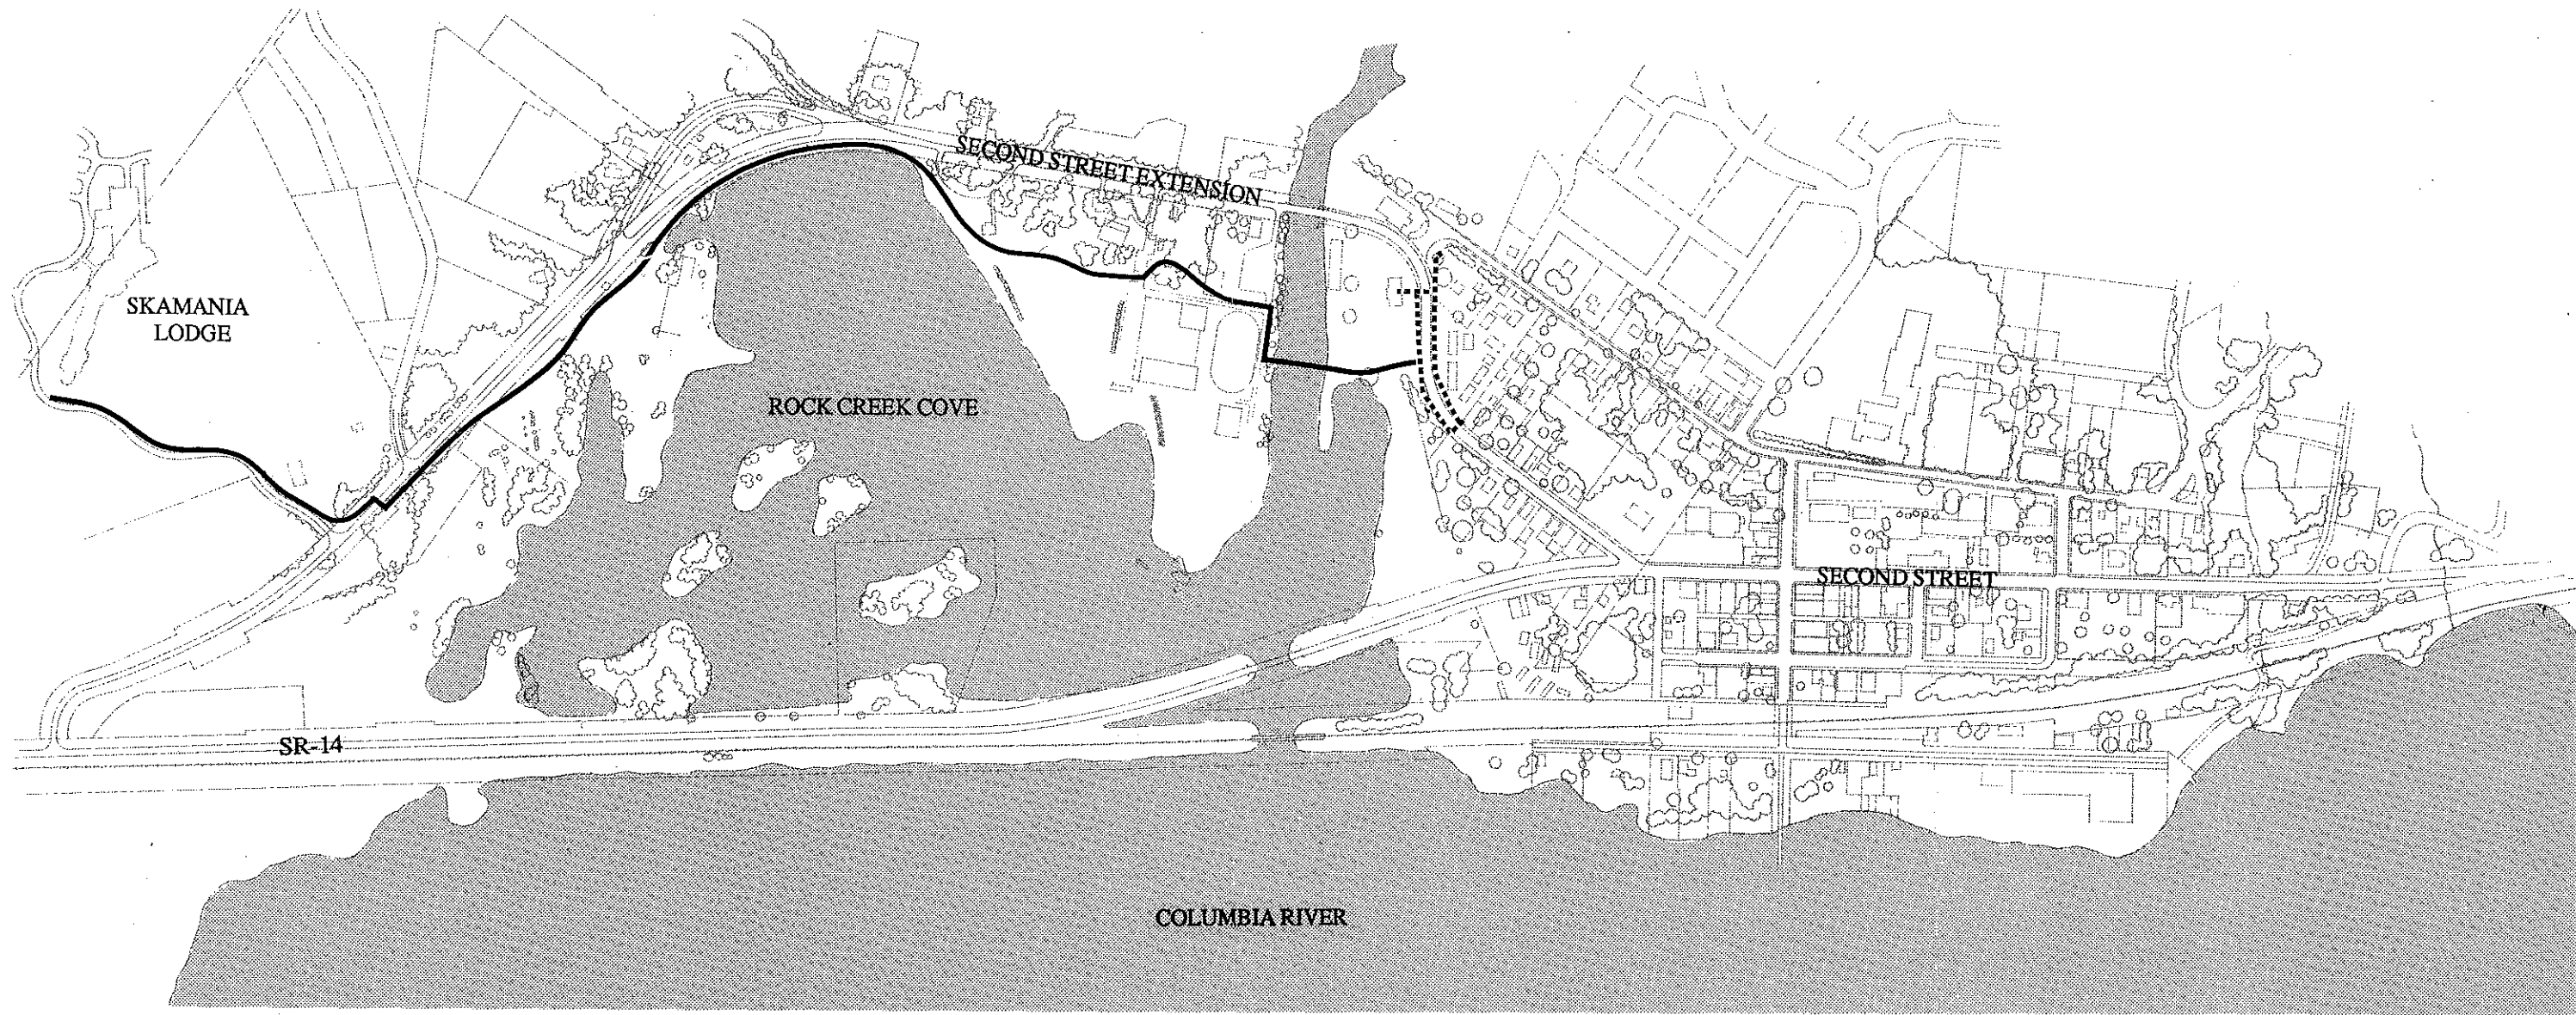 SECOND STREET EXTENSION
SKAMANIA
LODGE
ROCK CREEK COVE
SECOND STREET
SR-14
COLUMBIA RIVER